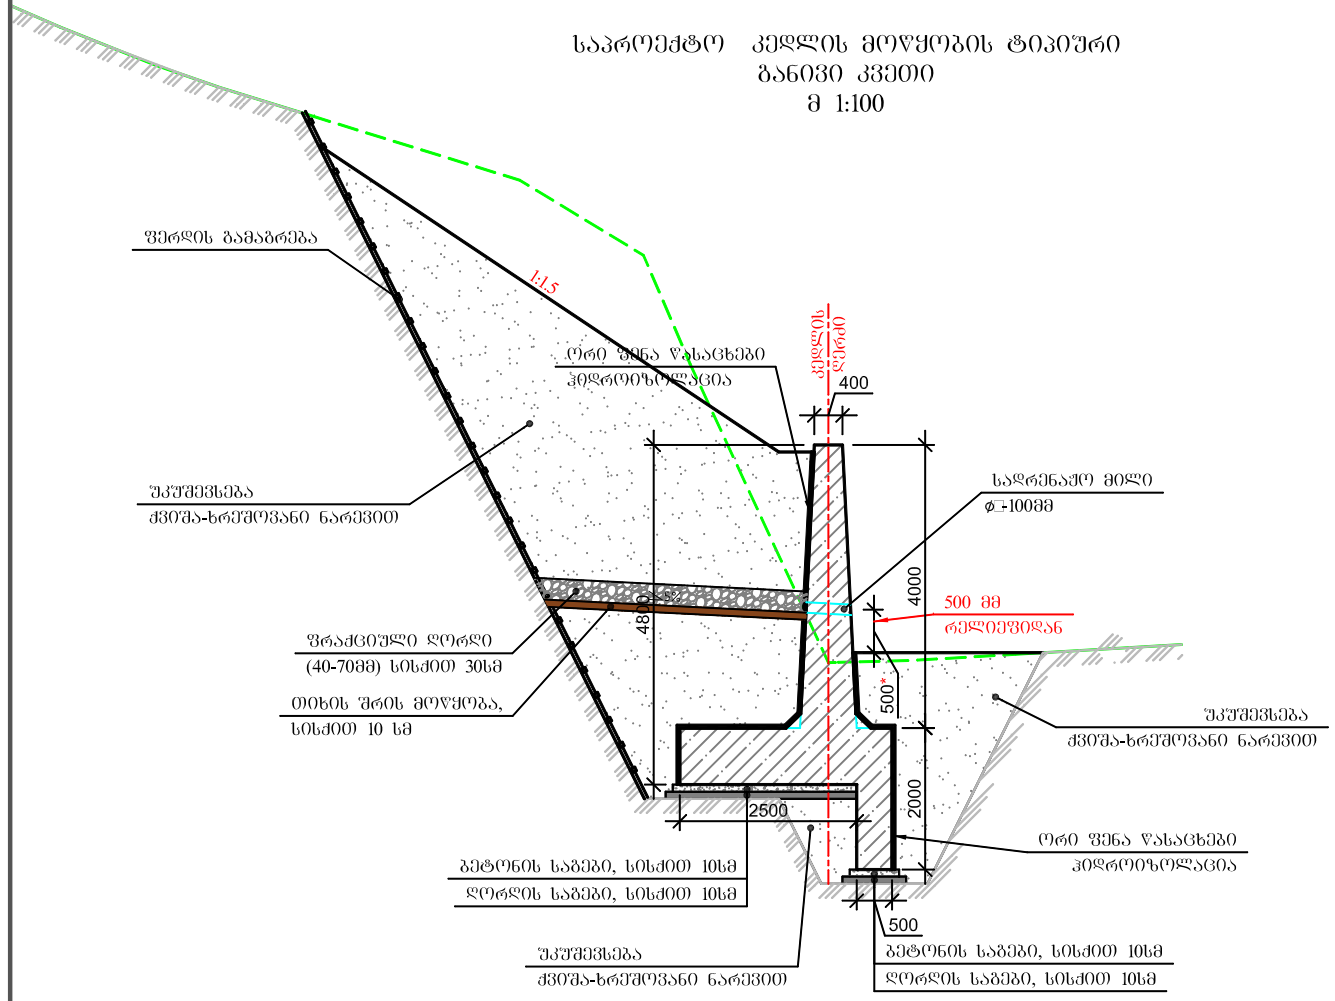 საპროექტო კედლის მოწყობის ტიპიური
განივი კვეთი
მ 1:100
ფერდის გამაგრება
1:1.5
კედლის
ღერძი
ორი ფენა წასაცხები
ჰიდროიზოლაცია
400
უკუშევსება
ქვიშა-ხრეშოვანი ნარევით
სადრენაჟო მილი
φ□-100მმ
4000
4800
5%
500 მმ
რელიეფიდან
ფრაქციული ღორღი
(40-70მმ) სისქით 30სმ
თიხის შრის მოწყობა,
სისქით 10 სმ
500*
უკუშევსება
ქვიშა-ხრეშოვანი ნარევით
2500
2000
ორი ფენა წასაცხები
ჰიდროიზოლაცია
ბეტონის საგები, სისქით 10სმ
ღორღის საგები, სისქით 10სმ
500
უკუშევსება
ქვიშა-ხრეშოვანი ნარევით
ბეტონის საგები, სისქით 10სმ
ღორღის საგები, სისქით 10სმ